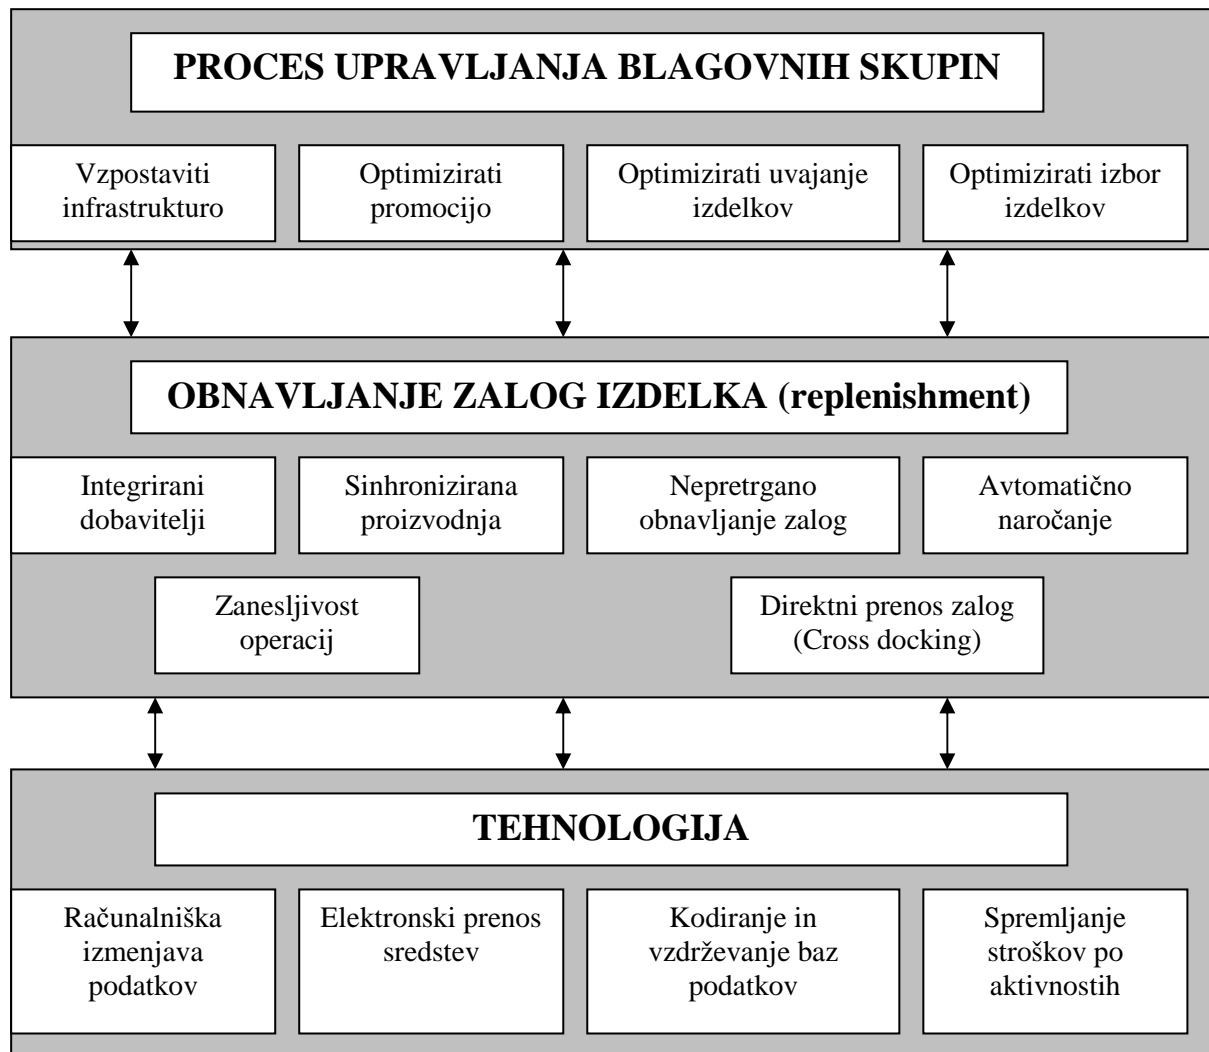 PROCES UPRAVLJANJA BLAGOVNIH SKUPIN
Vzpostaviti
infrastrukturo
Optimizirati
promocijo
Optimizirati uvajanje
izdelkov
Optimizirati izbor
izdelkov
OBNAVLJANJE ZALOG IZDELKA (replenishment)
Integrirani
dobavitelji
Sinhronizirana
proizvodnja
Nepretrgano
obnavljanje zalog
Avtomatično
naročanje
Zanesljivost
operacij
Direktni prenos zalog
(Cross docking)
TEHNOLOGIJA
Računalniška
izmenjava
podatkov
Elektronski prenos
sredstev
Kodiranje in
vzdrževanje baz
podatkov
Spremljanje
stroškov po
aktivnostih